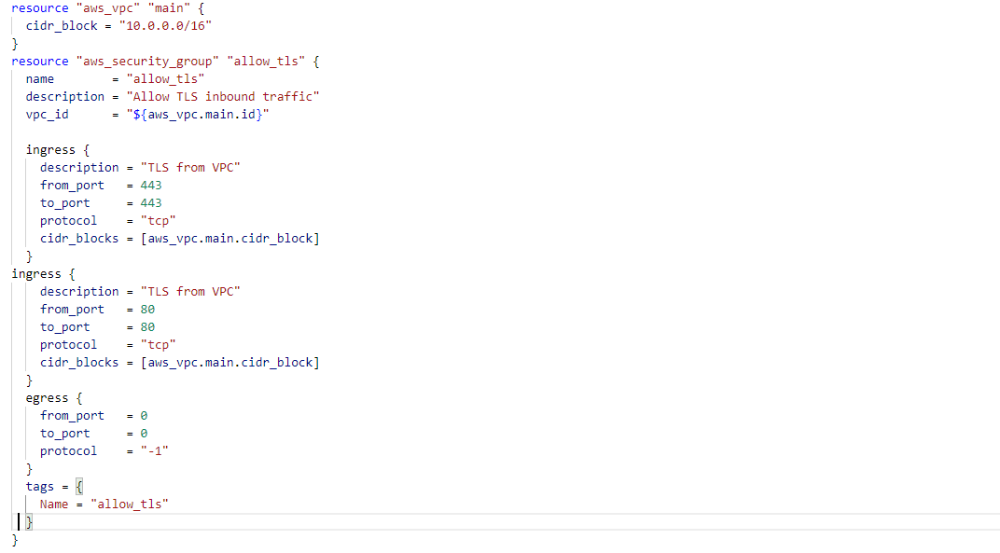 resource "aws_vpc" "main" {
  cidr_block = "10.0.0.0/16"
}
resource "aws_security_group" "allow_tls" {
  name        = "allow_tls"
  description = "Allow TLS inbound traffic"
  vpc_id      = "${aws_vpc.main.id}"

  ingress {
    description = "TLS from VPC"
    from_port   = 443
    to_port     = 443
    protocol    = "tcp"
    cidr_blocks = [aws_vpc.main.cidr_block]
  }
ingress {
    description = "TLS from VPC"
    from_port   = 80
    to_port     = 80
    protocol    = "tcp"
    cidr_blocks = [aws_vpc.main.cidr_block]
  }
  egress {
    from_port   = 0
    to_port     = 0
    protocol    = "-1"
  }
  tags = {
    Name = "allow_tls"
  }
}